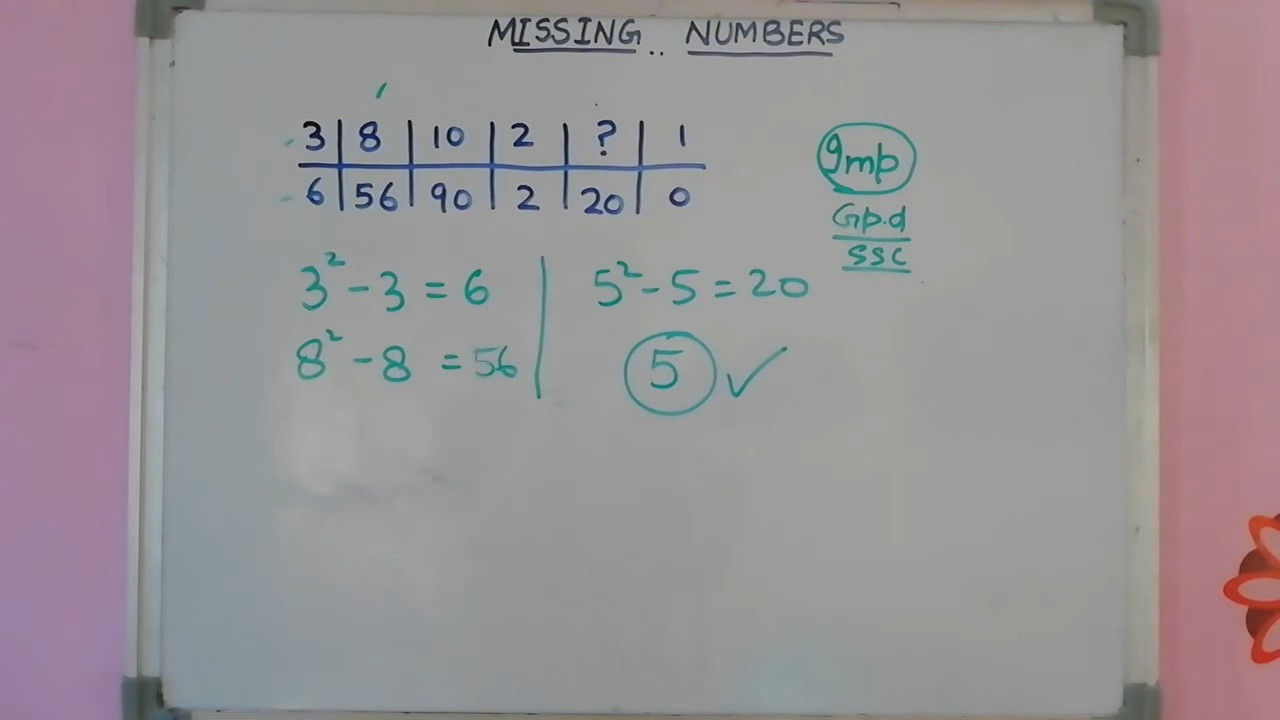 MISSING NUMBERS
3 | 8 | 10 | 2 | ? | 1
6 | 56 | 90 | 2 | 20 | 0
Imp
Gp.d
SSC
3² - 3 = 6
8² - 8 = 56
5² - 5 = 20
5 ✓